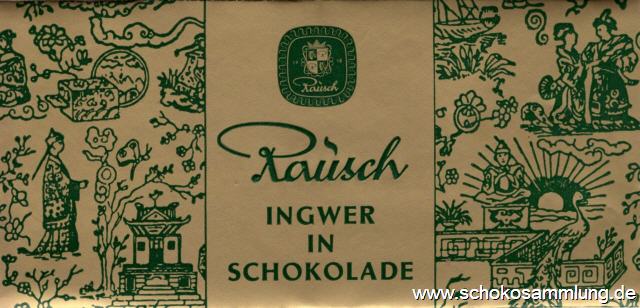 Rausch
Rausch
INGWER
IN
SCHOKOLADE
www.schokosammlung.de